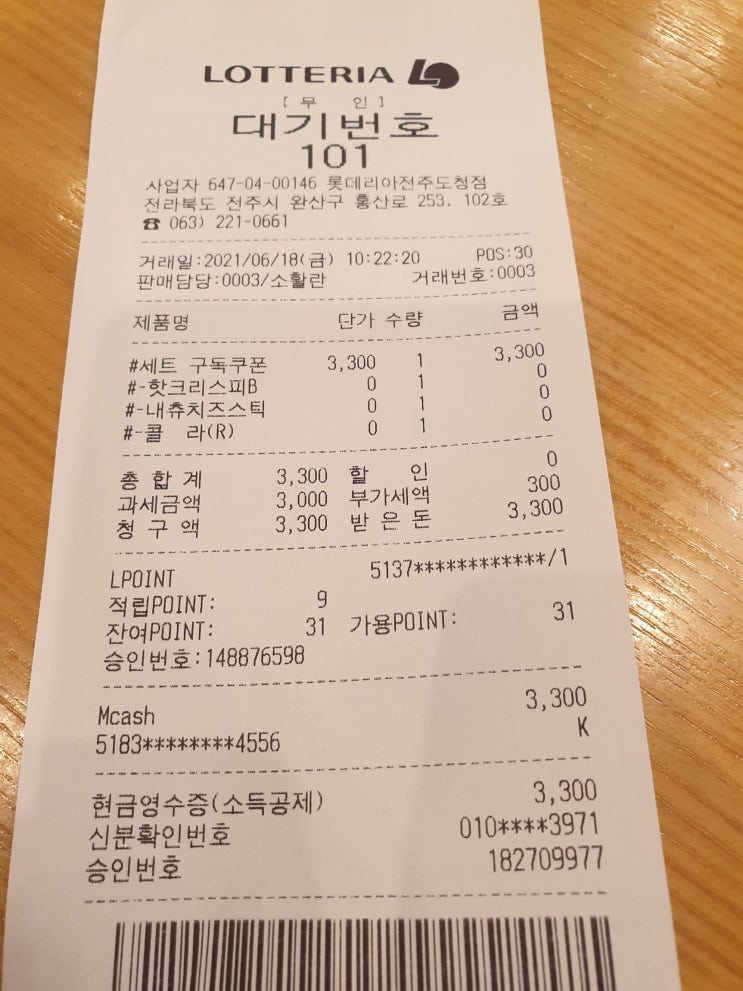 LOTTERIA
[ 무 인 ]
대기번호
101
사업자 647-04-00146 롯데리아전주도청점
전라북도 전주시 완산구 홍산로 253. 102호
☎ 063) 221-0661
거래일:2021/06/18(금) 10:22:20 POS:30
판매담당:0003/소활란 거래번호:0003
제품명 단가 수량 금액
#세트 구독쿠폰 3,300 1 3,300
#-핫크리스피B 0 1 0
#-내츄치즈스틱 0 1 0
#-콜 라(R) 0 1 0
총 합 계 3,300 할 인 0
과세금액 3,000 부가세액 300
청 구 액 3,300 받 은 돈 3,300
LPOINT 5137************/1
적립POINT: 9
잔여POINT: 31 가용POINT: 31
승인번호:148876598
Mcash 3,300
5183********4556 K
현금영수증(소득공제) 3,300
신분확인번호 010****3971
승인번호 182709977